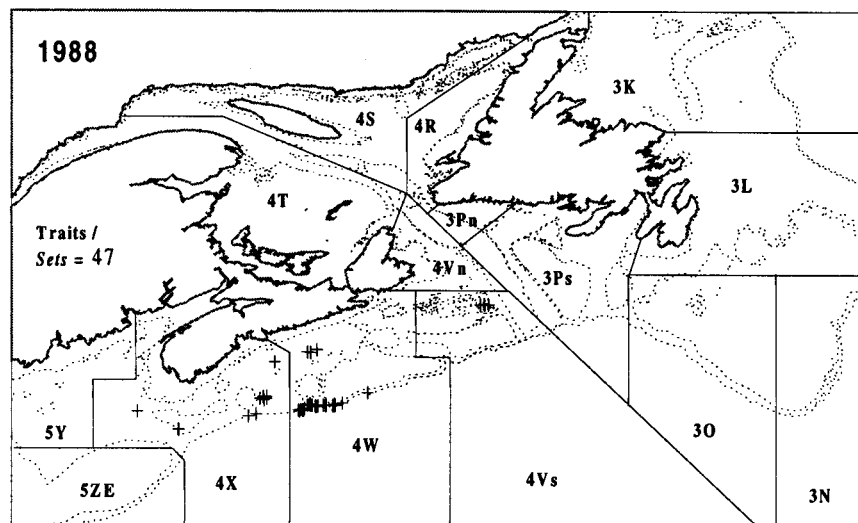 1988
3K
4S
4R
3L
4T
3Pn
Traits /
Sets = 47
4Vn
3Ps
5Y
4W
3O
5ZE
4X
4Vs
3N